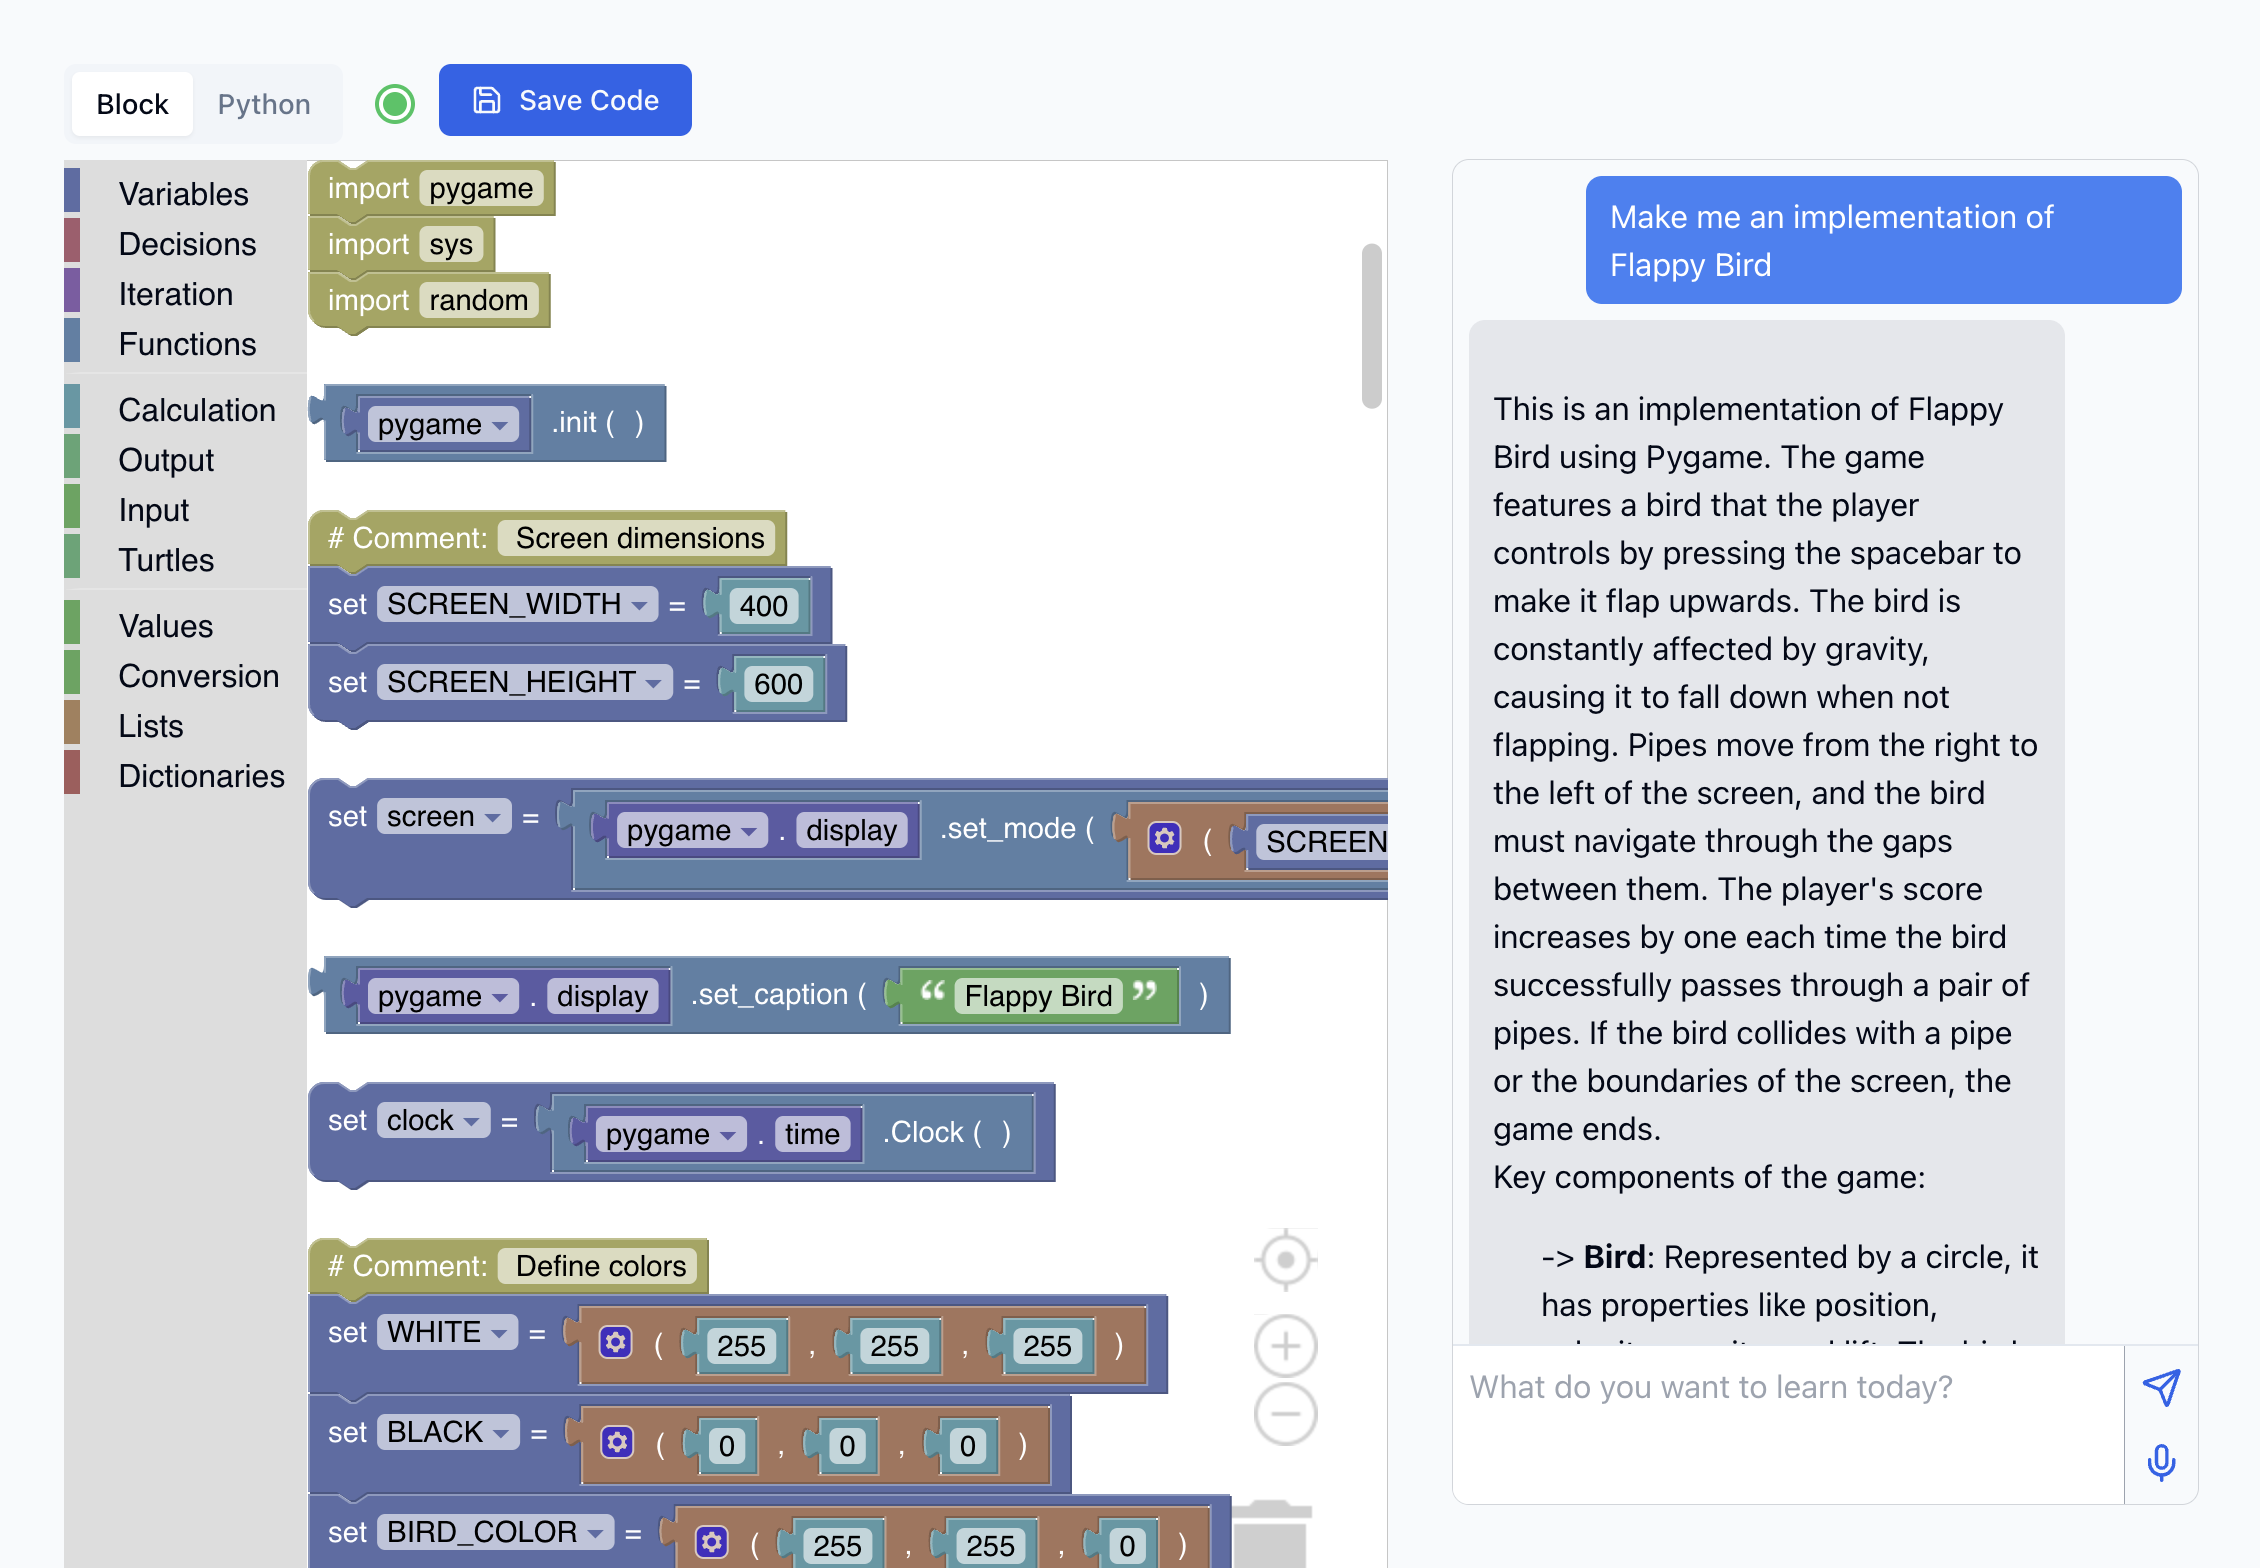 Block Python Save Code
Variables
Decisions
Iteration
Functions
Calculation
Output
Input
Turtles
Values
Conversion
Lists
Dictionaries
import pygame
import sys
import random
pygame .init ( )
# Comment: Screen dimensions
set SCREEN_WIDTH = 400
set SCREEN_HEIGHT = 600
set screen = pygame . display .set_mode ( ( SCREEN
pygame . display .set_caption ( “ Flappy Bird ” )
set clock = pygame . time .Clock ( )
# Comment: Define colors
set WHITE = ( 255 , 255 , 255 )
set BLACK = ( 0 , 0 , 0 )
set BIRD_COLOR = ( 255 , 255 , 0 )
Make me an implementation of
Flappy Bird
This is an implementation of Flappy
Bird using Pygame. The game
features a bird that the player
controls by pressing the spacebar to
make it flap upwards. The bird is
constantly affected by gravity,
causing it to fall down when not
flapping. Pipes move from the right to
the left of the screen, and the bird
must navigate through the gaps
between them. The player's score
increases by one each time the bird
successfully passes through a pair of
pipes. If the bird collides with a pipe
or the boundaries of the screen, the
game ends.
Key components of the game:
-> Bird: Represented by a circle, it
has properties like position,
What do you want to learn today?